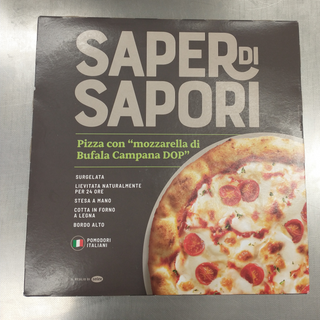 SAPER DI
SAPORI
Pizza con "mozzarella di
Bufala Campana DOP"
SURGELATA
LIEVITATA NATURALMENTE
PER 24 ORE
STESA A MANO
COTTA IN FORNO
A LEGNA
BORDO ALTO
POMODORI
ITALIANI